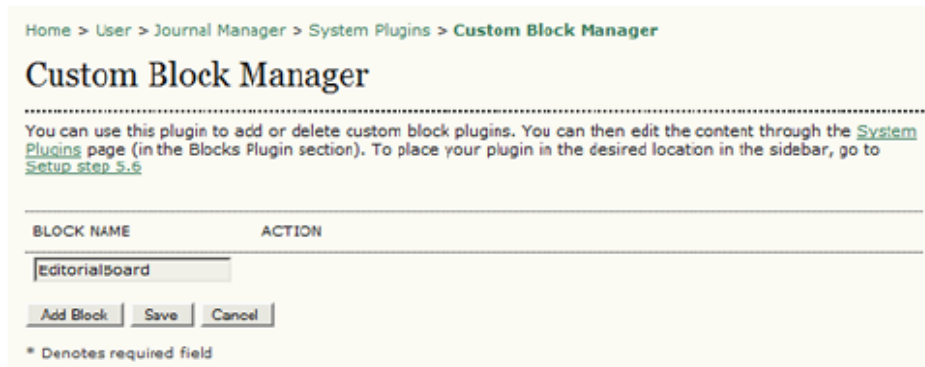 Home > User > Journal Manager > System Plugins > Custom Block Manager
Custom Block Manager
You can use this plugin to add or delete custom block plugins. You can then edit the content through the System
Plugins page (in the Blocks Plugin section). To place your plugin in the desired location in the sidebar, go to
Setup step 5.6
BLOCK NAME ACTION
EditorialBoard
Add Block Save Cancel
* Denotes required field